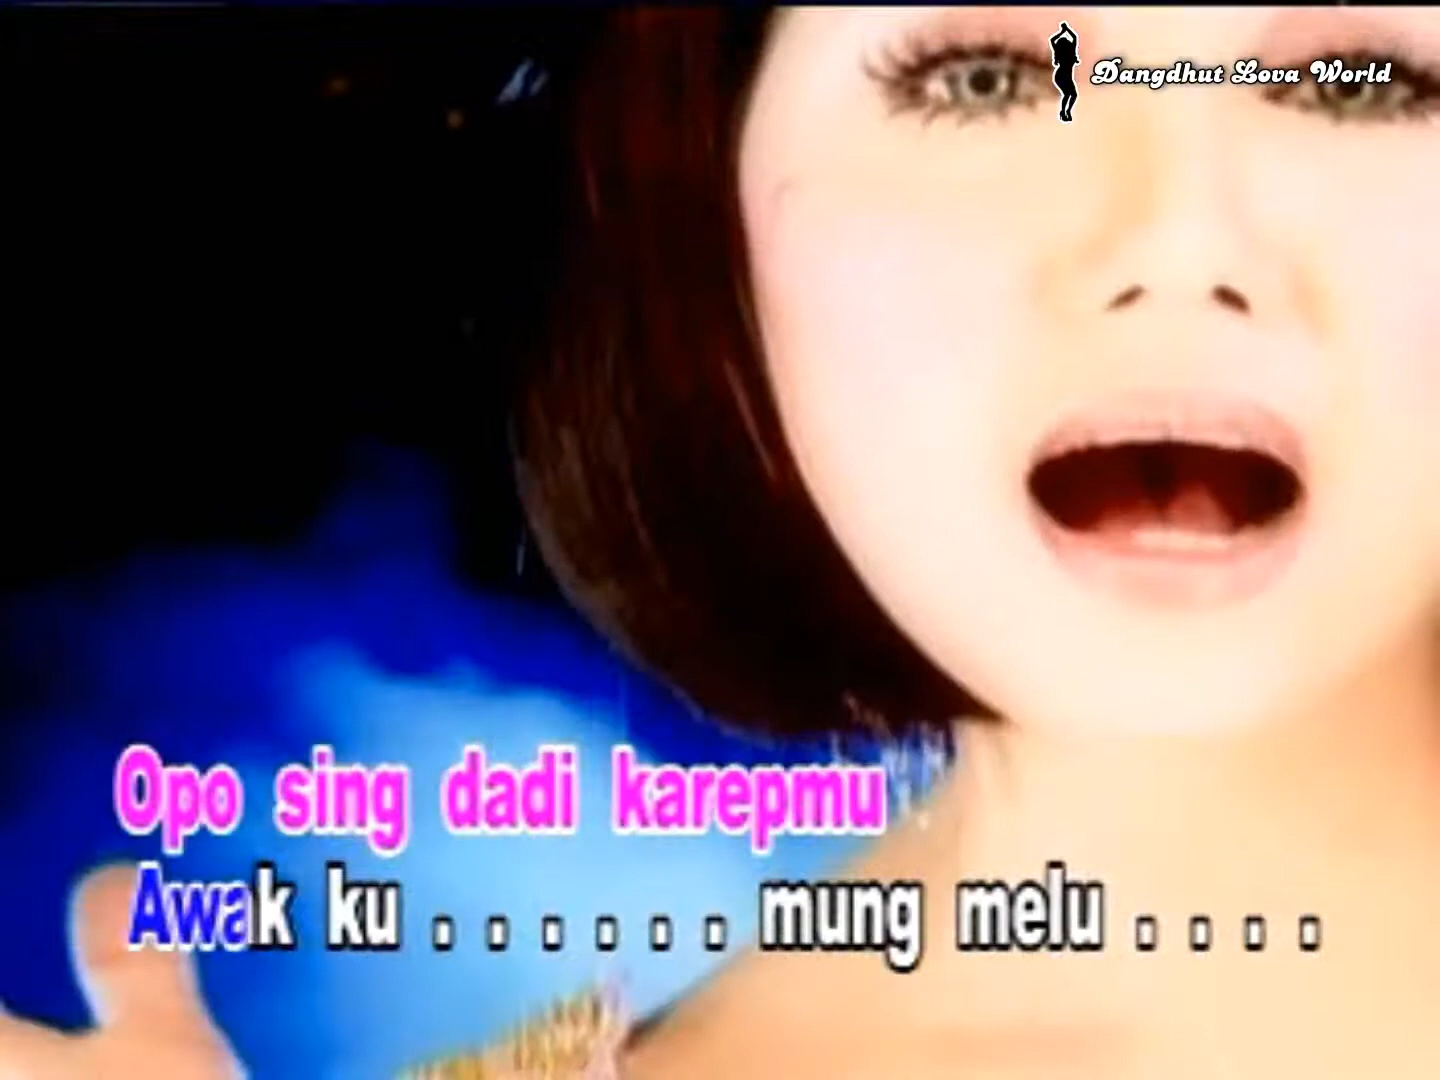 Dangdhut Lova World
Opo sing dadi karepmu
Awak ku . . . . . . mung melu . . . .